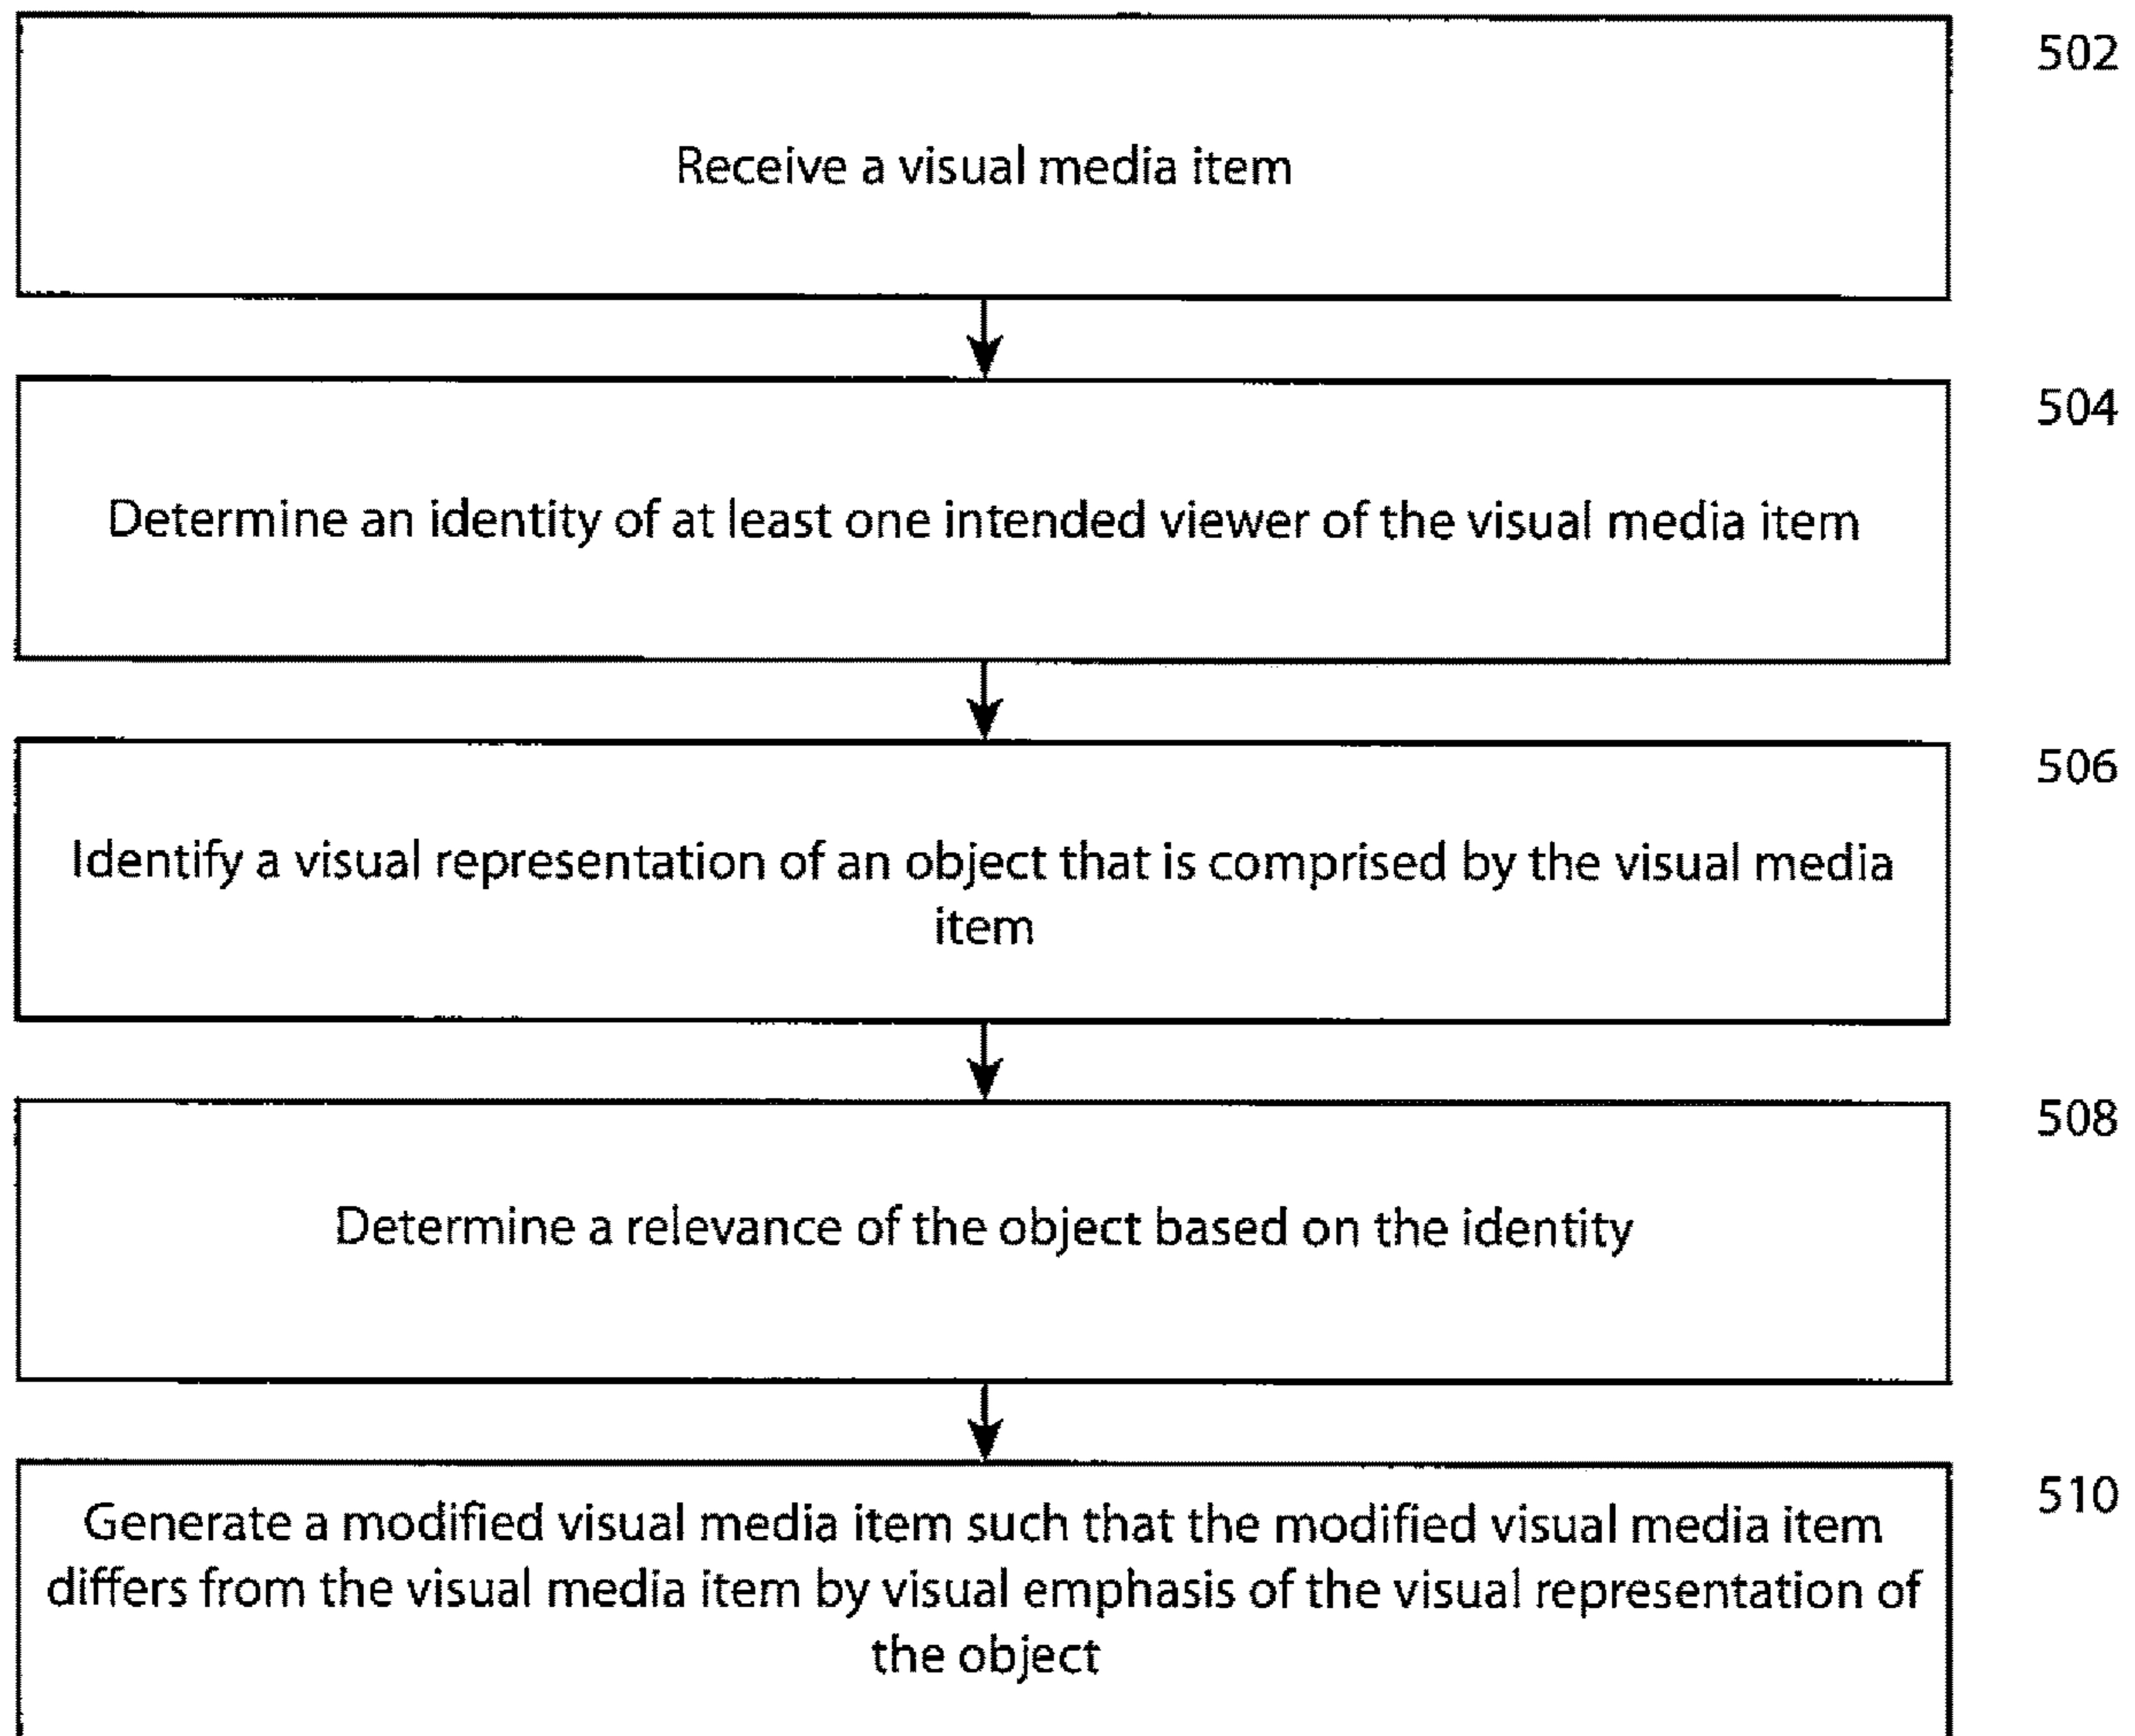 502
Receive a visual media item
504
Determine an identity of at least one intended viewer of the visual media item
506
Identify a visual representation of an object that is comprised by the visual media
item
508
Determine a relevance of the object based on the identity
510
Generate a modified visual media item such that the modified visual media item
differs from the visual media item by visual emphasis of the visual representation of
the object